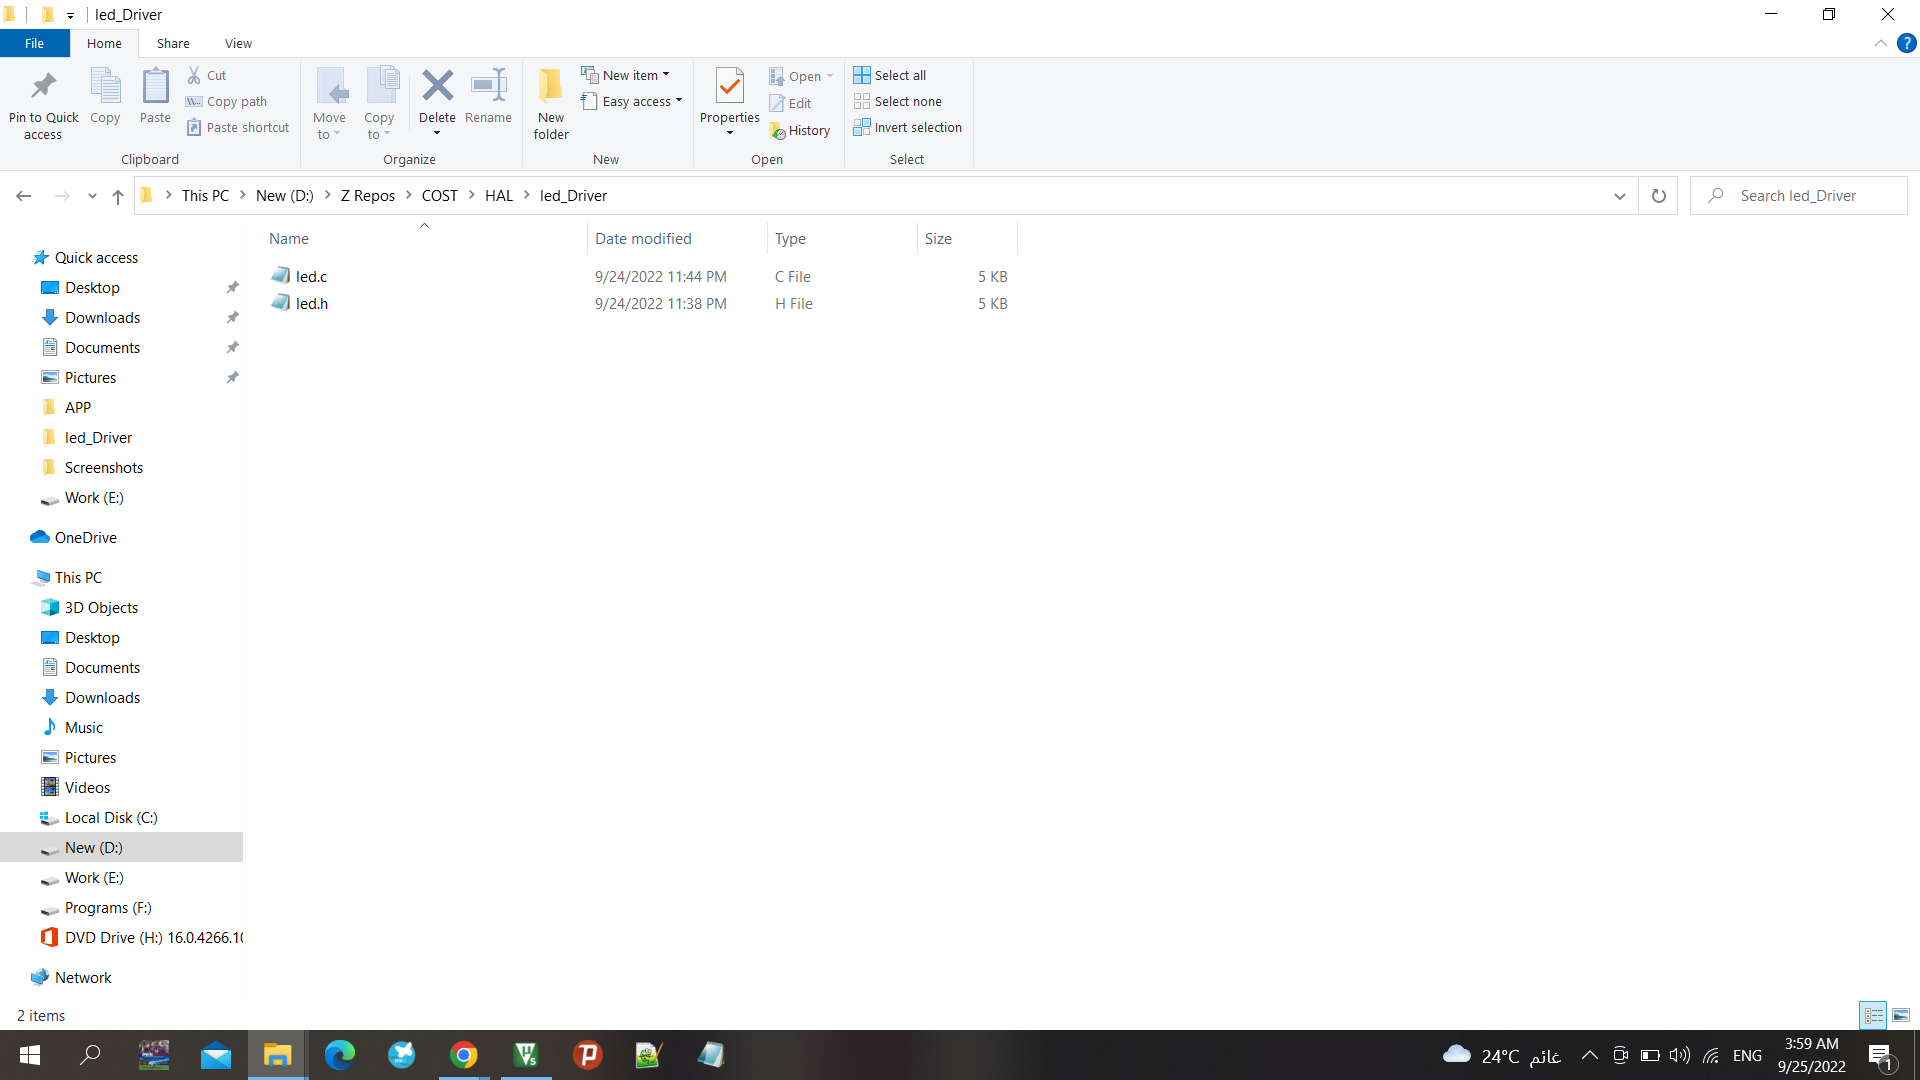 led_Driver
File Home Share View
Pin to Quick access
Copy
Paste
Cut
Copy path
Paste shortcut
Clipboard
Move to
Copy to
Delete
Rename
Organize
New folder
New item
Easy access
New
Properties
Open
Edit
History
Open
Select all
Select none
Invert selection
Select
This PC New (D:) Z Repos COST HAL led_Driver
Search led_Driver
Name Date modified Type Size
led.c 9/24/2022 11:44 PM C File 5 KB
led.h 9/24/2022 11:38 PM H File 5 KB
Quick access
Desktop
Downloads
Documents
Pictures
APP
led_Driver
Screenshots
Work (E:)
OneDrive
This PC
3D Objects
Desktop
Documents
Downloads
Music
Pictures
Videos
Local Disk (C:)
New (D:)
Work (E:)
Programs (F:)
DVD Drive (H:) 16.0.4266.10
Network
2 items
24°C غائم
ENG
3:59 AM
9/25/2022
1